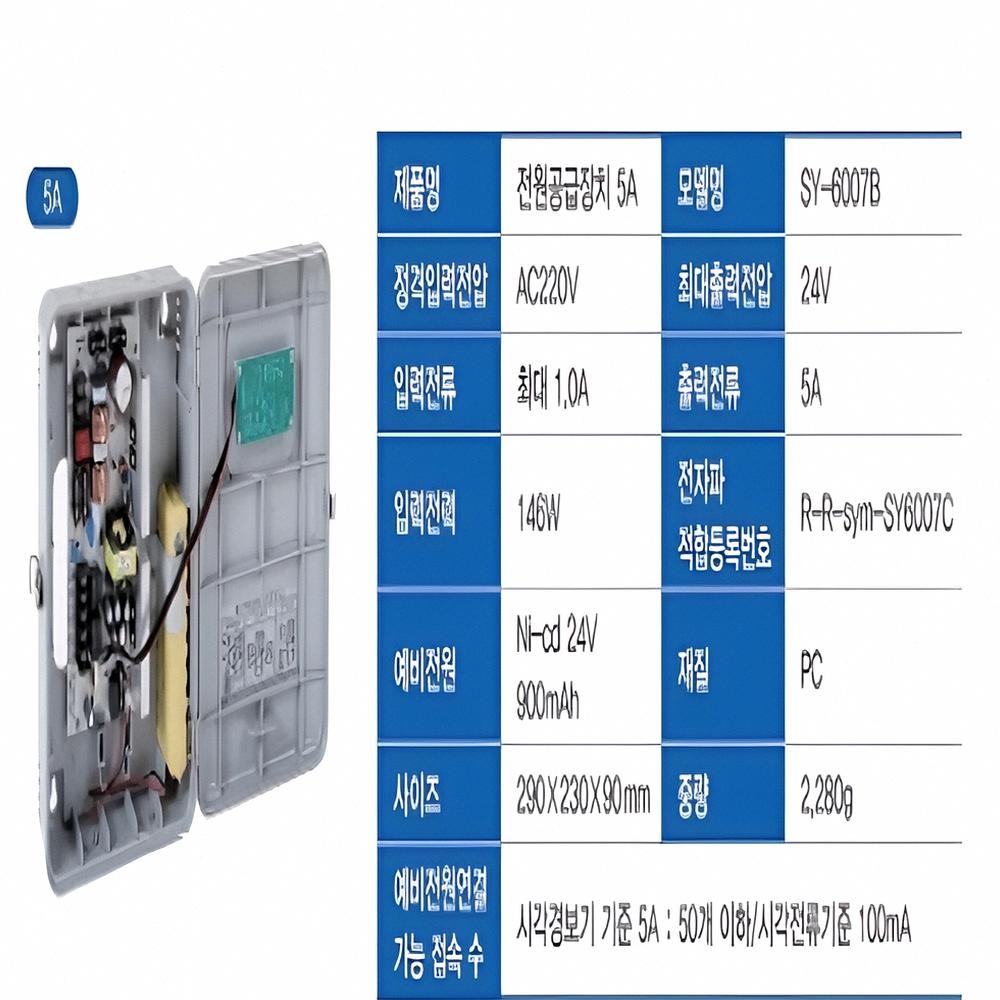 5A
제품명 전원공급장치 5A 모델명 SY-6007B
정격입력전압 AC220V 최대출력전압 24V
입력전류 최대 1.0A 출력전류 5A
입력전력 146W 전자파
적합등록번호 R-R-sym-SY6007C
예비전원 Ni-cd 24V
900mAh 재질 PC
사이즈 290X230X90mm 중량 2,280g
예비전원연결
가능 접속 수 시각경보기 기준 5A : 50개 이하/시각전류기준 100mA